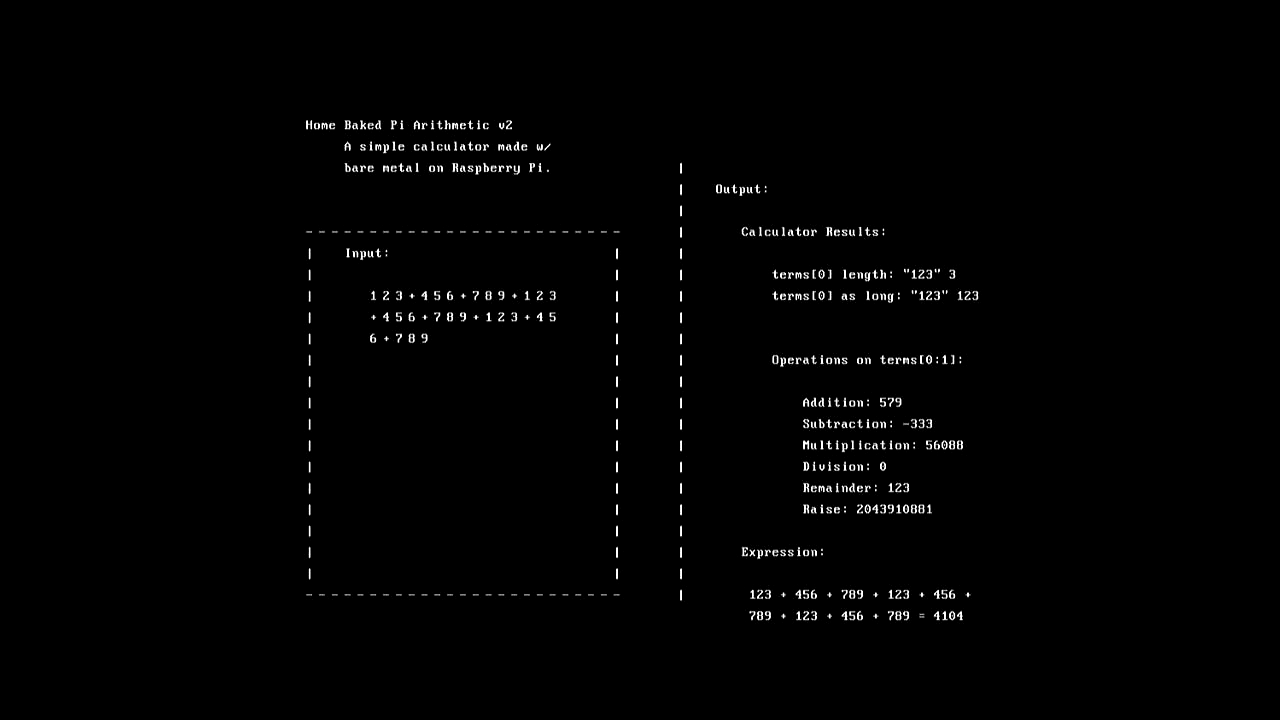 Home Baked Pi Arithmetic v2
A simple calculator made w/
bare metal on Raspberry Pi.
Input:
1 2 3 + 4 5 6 + 7 8 9 + 1 2 3
+ 4 5 6 + 7 8 9 + 1 2 3 + 4 5
6 + 7 8 9
Output:
Calculator Results:
terms[0] length: "123" 3
terms[0] as long: "123" 123
Operations on terms[0:1]:
Addition: 579
Subtraction: -333
Multiplication: 56088
Division: 0
Remainder: 123
Raise: 2043910881
Expression:
123 + 456 + 789 + 123 + 456 +
789 + 123 + 456 + 789 = 4104